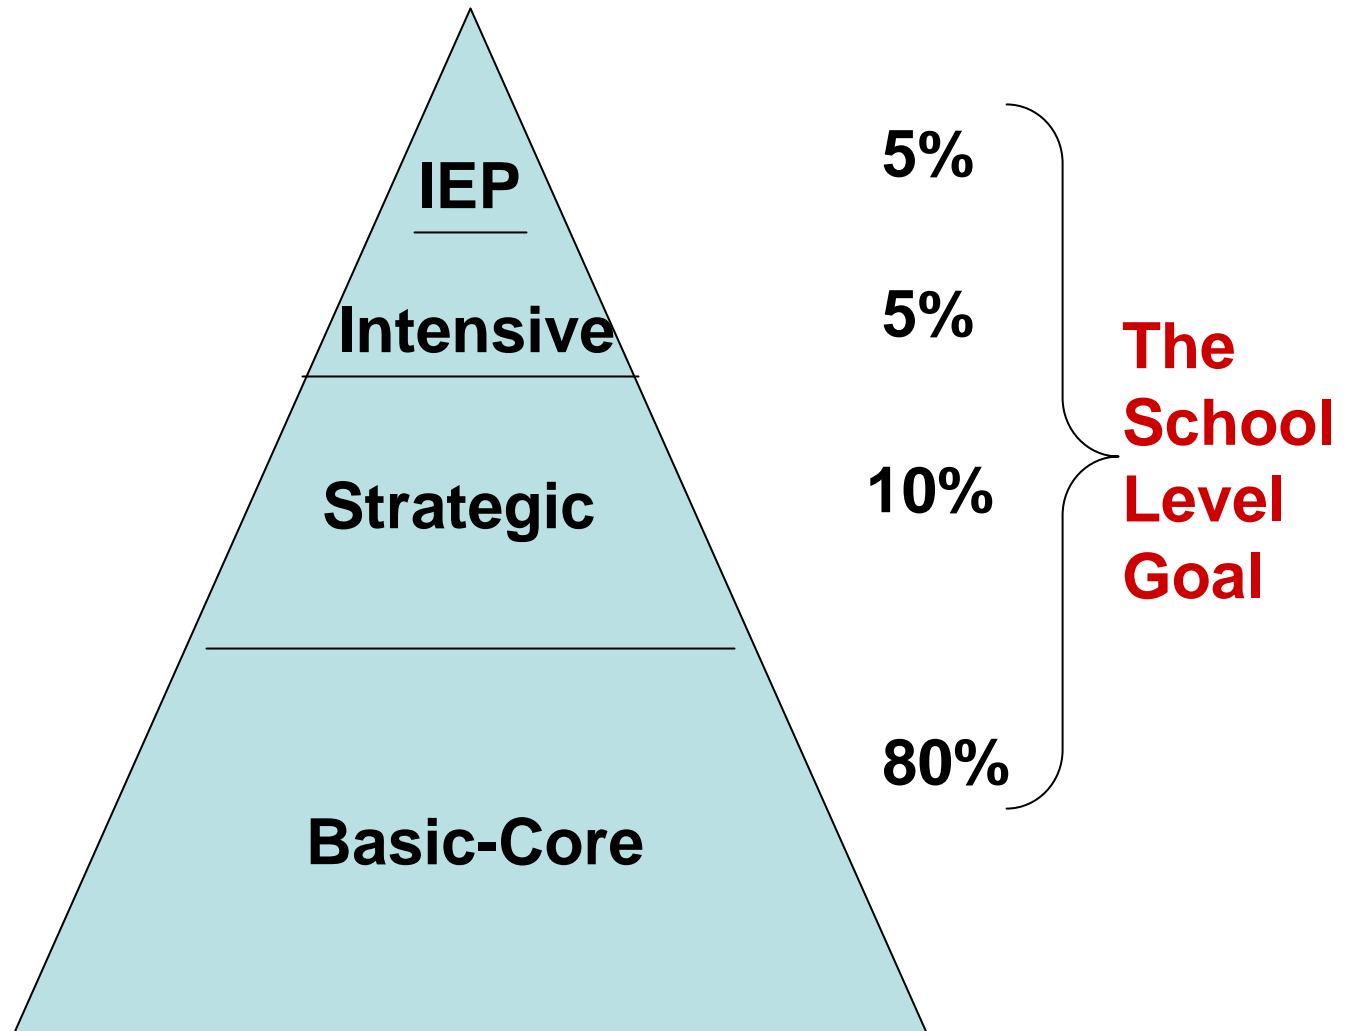 IEP
5%
Intensive
5%
Strategic
10%
Basic-Core
80%
The
School
Level
Goal